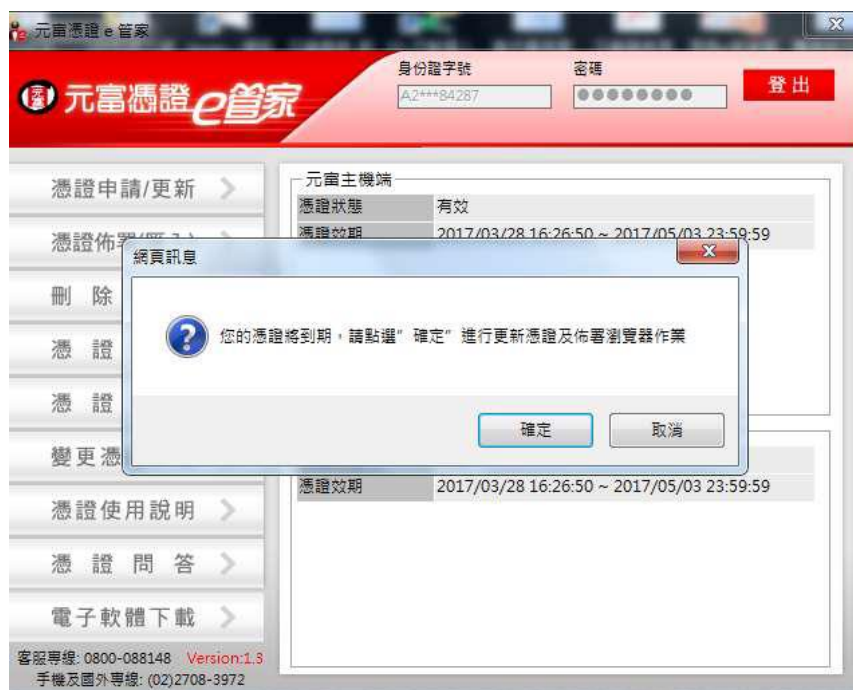 元富憑證 e 管家
元富憑證e管家
身份證字號
密碼
A2***84287
●●●●●●●●
登出
憑證申請/更新
憑證佈署
刪 除
憑 證
憑 證
變更憑
憑證使用說明
憑 證 問 答
電子軟體下載
客服專線: 0800-088148 Version:1.3
手機及國外專線: (02)2708-3972
元富主機端
憑證狀態 有效
憑證效期 2017/03/28 16:26:50 ~ 2017/05/03 23:59:59
網頁訊息
您的憑證將到期，請點選” 確定” 進行更新憑證及佈署瀏覽器作業
確定
取消
憑證效期 2017/03/28 16:26:50 ~ 2017/05/03 23:59:59